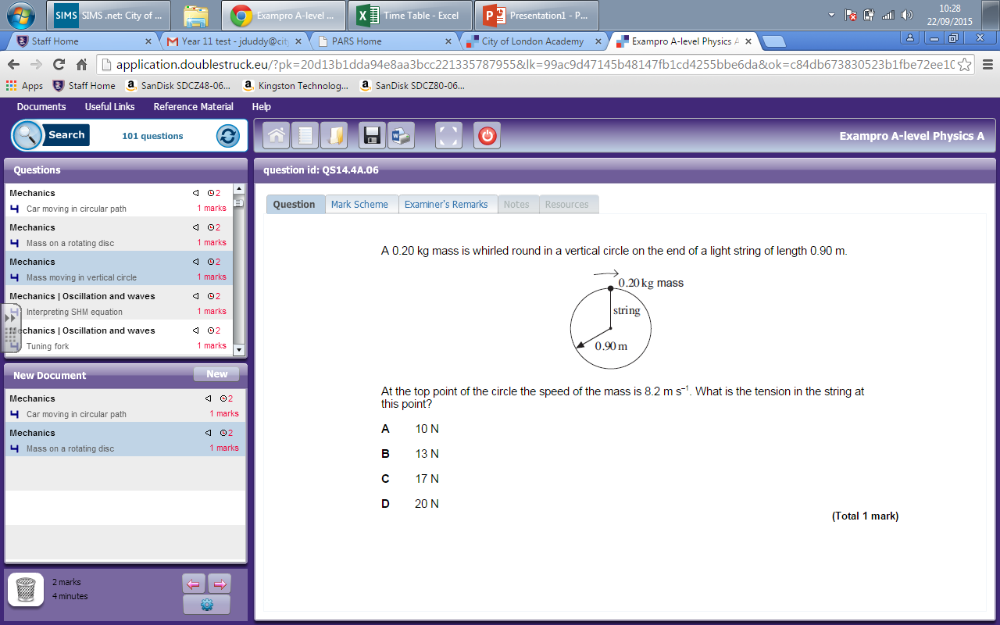 SIMS SIMS .net: City of ...
Exampro A-level ...
Time Table - Excel
Presentation1 - P...
10:28
22/09/2015
Staff Home
Year 11 test - jduddy@city
PARS Home
City of London Academy
Exampro A-level Physics A
application.doublestruck.eu/?pk=20d13b1dda94e8aa3bcc221335787955&lk=99ac9d47145b48147fb1cd4255bbe6da&ok=c84db673830523b1fbe72ee10
Apps
Staff Home
SanDisk SDCZ48-06...
Kingston Technolog...
SanDisk SDCZ80-06...
Documents
Useful Links
Reference Material
Help
Search
101 questions
Exampro A-level Physics A
Questions
Mechanics 2
4 Car moving in circular path 1 marks
Mechanics 2
4 Mass on a rotating disc 1 marks
Mechanics 2
4 Mass moving in vertical circle 1 marks
Mechanics | Oscillation and waves 2
Interpreting SHM equation 1 marks
chanics | Oscillation and waves 2
Tuning fork 1 marks
New Document
New
Mechanics 2
4 Car moving in circular path 1 marks
Mechanics 2
4 Mass on a rotating disc 1 marks
2 marks
4 minutes
question id: QS14.4A.06
Question
Mark Scheme
Examiner's Remarks
Notes
Resources
A 0.20 kg mass is whirled round in a vertical circle on the end of a light string of length 0.90 m.
0.20 kg mass
string
0.90 m
At the top point of the circle the speed of the mass is 8.2 m s⁻¹. What is the tension in the string at
this point?
A 10 N
B 13 N
C 17 N
D 20 N
(Total 1 mark)